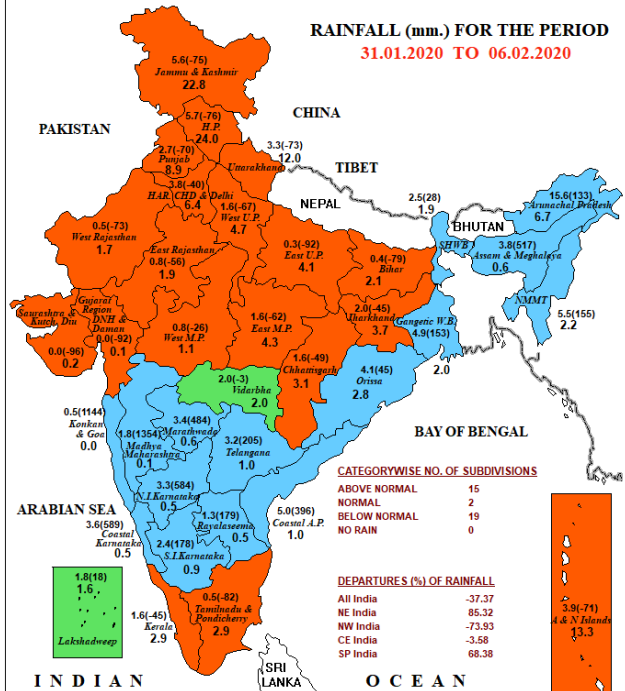 RAINFALL (mm.) FOR THE PERIOD
31.01.2020 TO 06.02.2020
5.6(-75)
Jammu & Kashmir
22.8
CHINA
PAKISTAN
5.7(-76)
H.P.
24.0
3.3(-73)
12.0
Uttarakhand
TIBET
2.7(-70)
Punjab
8.9
3.8(-40)
HAR. CHD & Delhi
6.4
NEPAL
1.6(-67)
West U.P.
4.7
2.5(28)
1.9
SHWB
BHUTAN
15.6(133)
Arunachal Pradesh
6.7
0.5(-73)
West Rajasthan
1.7
East Rajasthan
0.8(-56)
1.9
0.3(-92)
East U.P.
4.1
0.4(-79)
Bihar
2.1
3.8(517)
Assam & Meghalaya
0.6
NMMT
5.5(155)
2.2
Saurashtra &
Kutch, Diu
0.0(-96)
0.2
Gujarat
Region
DNH &
Daman
0.0(-92)
0.1
0.8(-26)
West M.P.
1.1
1.6(-62)
East M.P.
4.3
2.0(-45)
Jharkhand
3.7
Gangetic W.B.
4.9(153)
2.0
2.0(-3)
Vidarbha
2.0
1.6(-49)
Chhattisgarh
3.1
4.1(45)
Orissa
2.8
0.5(1144)
Konkan
& Goa
0.0
3.4(484)
Marathwada
0.6
1.8(1354)
Madhya
Maharashtra
0.1
3.2(205)
Telangana
1.0
BAY OF BENGAL
ARABIAN SEA
3.3(584)
N.I.Karnataka
0.5
3.6(589)
Coastal
Karnataka
0.5
1.3(179)
Rayalaseema
0.5
5.0(396)
Coastal A.P.
1.0
2.4(178)
S.I.Karnataka
0.9
CATEGORYWISE NO. OF SUBDIVISIONS
ABOVE NORMAL 15
NORMAL 2
BELOW NORMAL 19
NO RAIN 0
DEPARTURES (%) OF RAINFALL
All India -37.37
NE India 85.32
NW India -73.93
CE India -3.58
SP India 68.38
1.8(18)
1.6
Lakshadweep
1.6(-45)
Kerala
2.9
0.5(-82)
Tamilnadu &
Pondicherry
2.9
3.9(-71)
A & N Islands
13.3
SRI
LANKA
INDIAN OCEAN